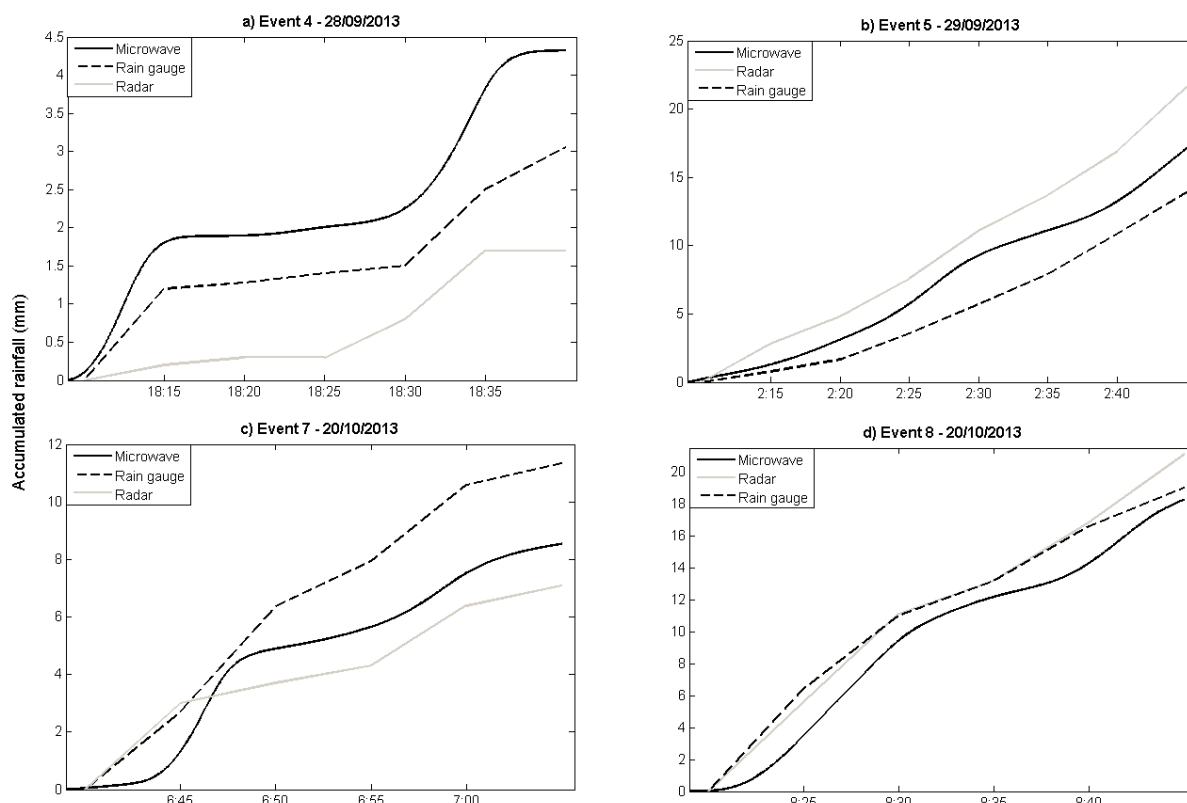 a) Event 4 - 28/09/2013
4.5
4
3.5
3
2.5
2
1.5
1
0.5
0
Microwave
Rain gauge
Radar
18:15 18:20 18:25 18:30 18:35
b) Event 5 - 29/09/2013
25
20
15
10
5
0
Microwave
Radar
Rain gauge
2:15 2:20 2:25 2:30 2:35 2:40
Accumulated rainfall (mm)
c) Event 7 - 20/10/2013
12
10
8
6
4
2
0
Microwave
Rain gauge
Radar
6:45 6:50 6:55 7:00
d) Event 8 - 20/10/2013
20
18
16
14
12
10
8
6
4
2
0
Microwave
Radar
Rain gauge
9:25 9:30 9:35 9:40